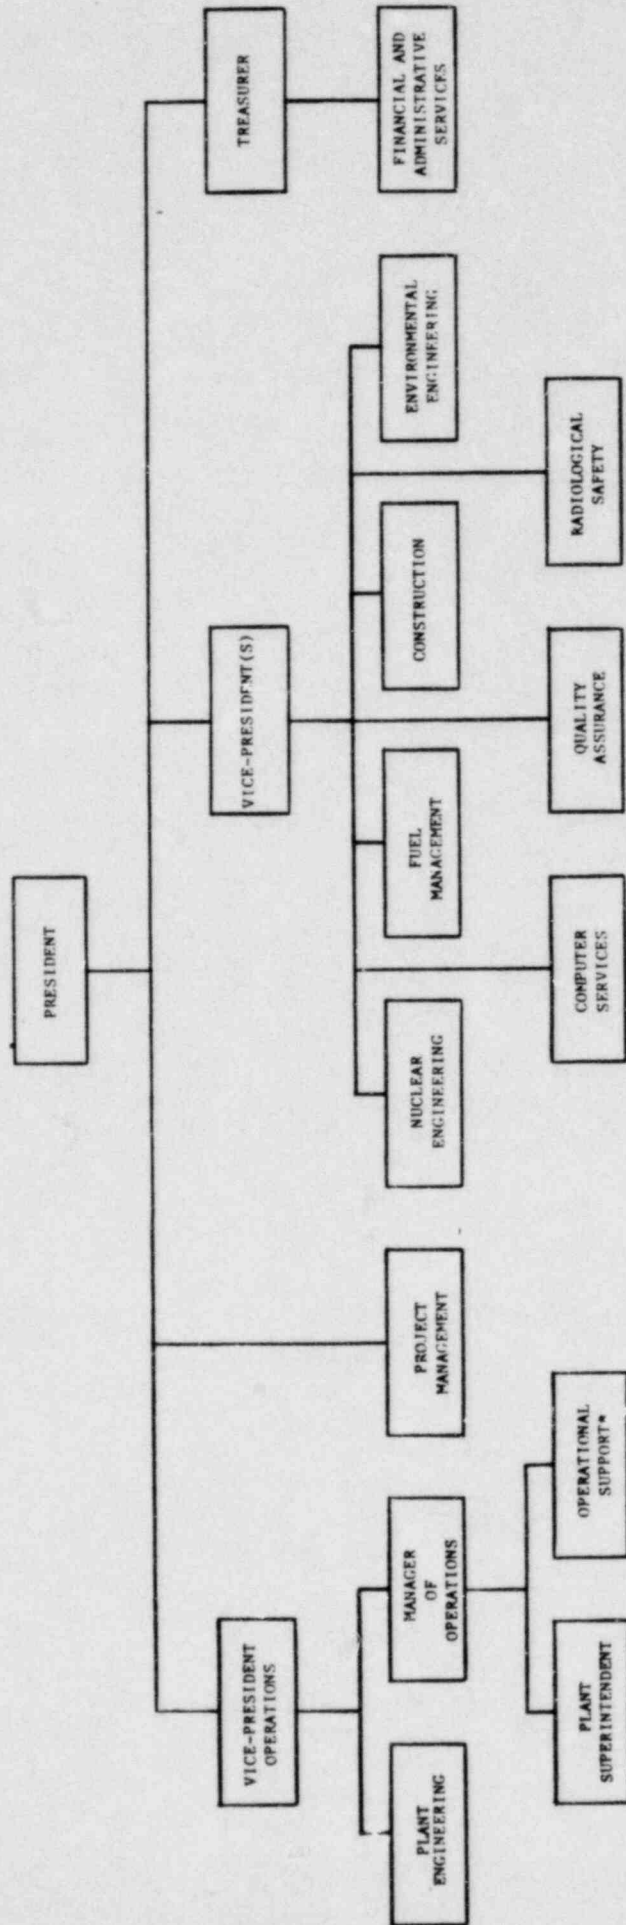 PRESIDENT
VICE-PRESIDENT
OPERATIONS
VICE-PRESIDENT(S)
TREASURER
PLANT
ENGINEERING
MANAGER
OF
OPERATIONS
PROJECT
MANAGEMENT
NUCLEAR
ENGINEERING
FUEL
MANAGEMENT
CONSTRUCTION
ENVIRONMENTAL
ENGINEERING
FINANCIAL AND
ADMINISTRATIVE
SERVICES
PLANT
SUPERINTENDENT
OPERATIONAL
SUPPORT*
COMPUTER
SERVICES
QUALITY
ASSURANCE
RADIOLOGICAL
SAFETY